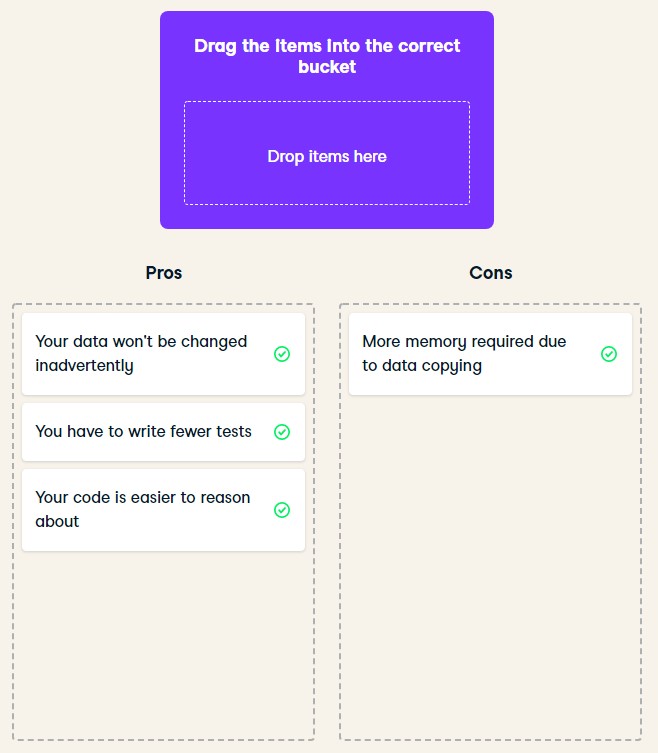 Drag the items into the correct
bucket
Drop items here
Pros
Your data won't be changed
inadvertently
You have to write fewer tests
Your code is easier to reason
about
Cons
More memory required due
to data copying